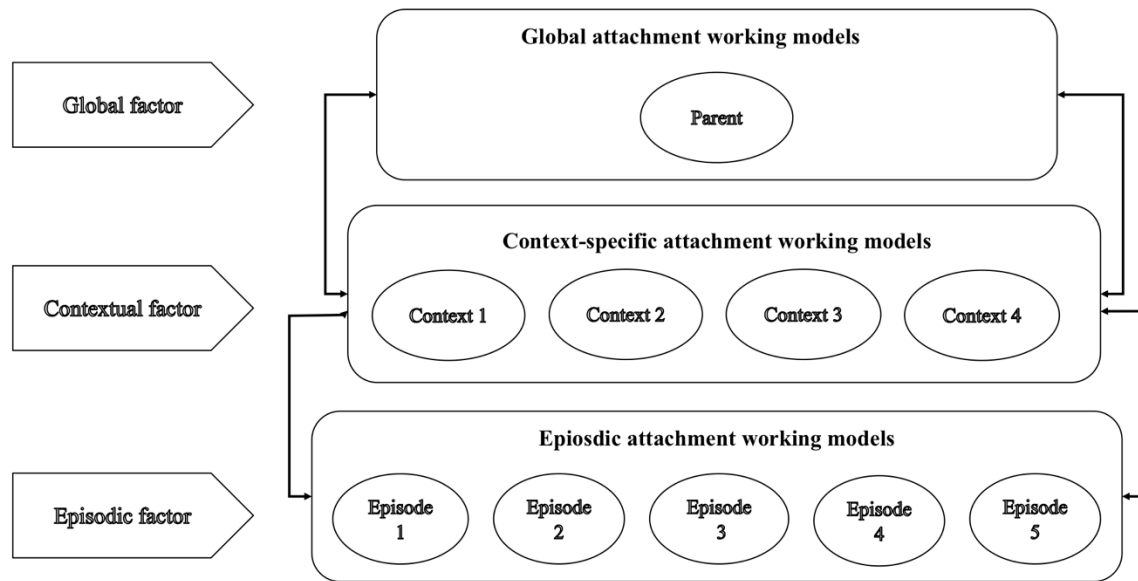 Global attachment working models
Global factor
Parent
Context-specific attachment working models
Contextual factor
Context 1
Context 2
Context 3
Context 4
Epiosdic attachment working models
Episodic factor
Episode
1
Episode
2
Episode
3
Episode
4
Episode
5